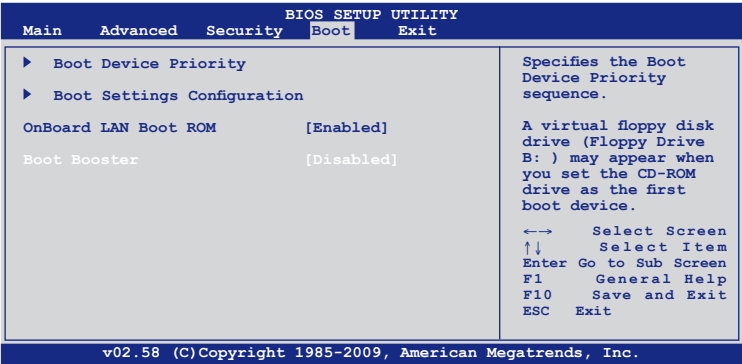 BIOS SETUP UTILITY
Main Advanced Security Boot Exit
Boot Device Priority
Boot Settings Configuration
OnBoard LAN Boot ROM [Enabled]
Boot Booster [Disabled]
Specifies the Boot
Device Priority
sequence.
A virtual floppy disk
drive (Floppy Drive
B: ) may appear when
you set the CD-ROM
drive as the first
boot device.
←→ Select Screen
↑↓ Select Item
Enter Go to Sub Screen
F1 General Help
F10 Save and Exit
ESC Exit
v02.58 (C)Copyright 1985-2009, American Megatrends, Inc.